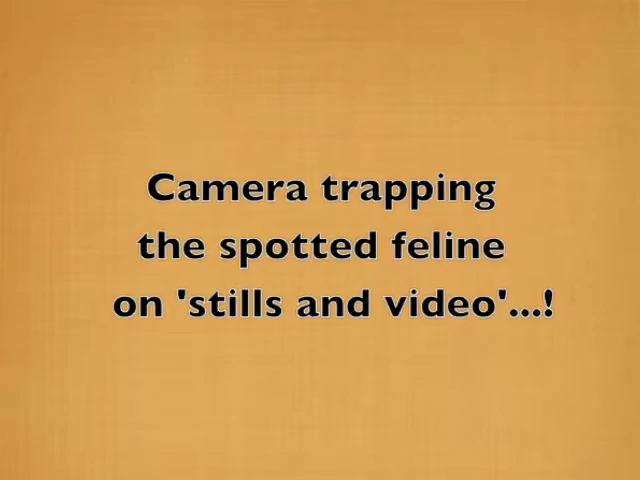 Camera trapping
the spotted feline
on 'stills and video'...!